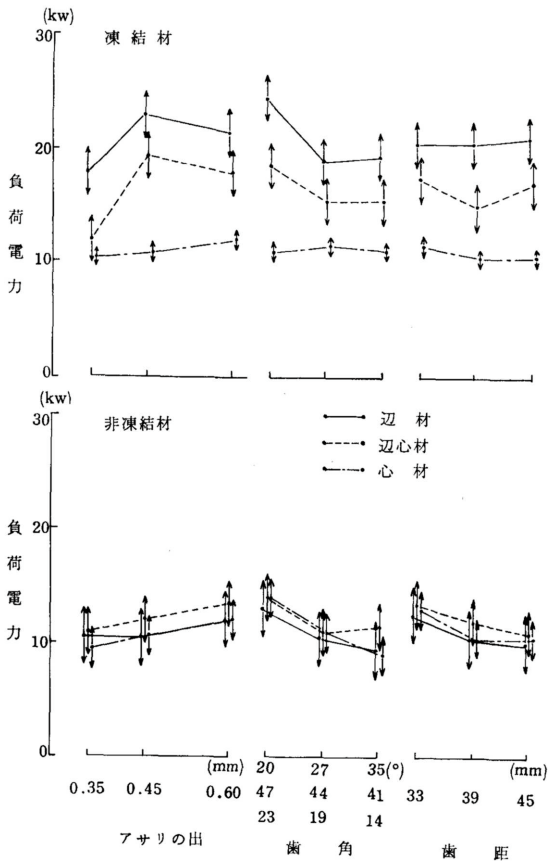 (kw)
30
凍結材
20
負荷電力
10
0
(kw)
30
非凍結材
辺材
辺心材
心材
20
負荷電力
10
0
(mm)
0.35 0.45 0.60
アサリの出
20 27 35(°)
47 44 41
23 19 14
歯角
(mm)
33 39 45
歯距